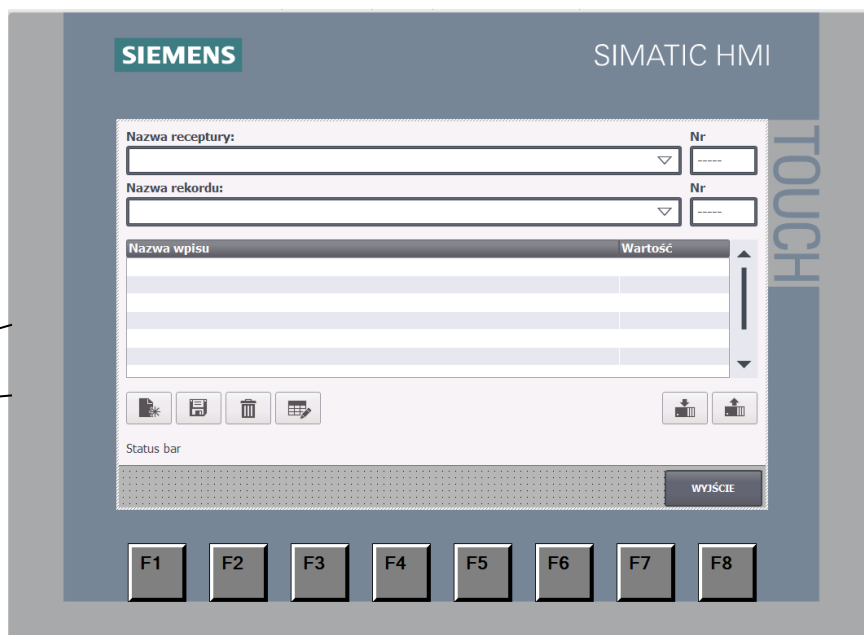 SIEMENS SIMATIC HMI
TOUCH
Nazwa receptury: Nr
-----
Nazwa rekordu: Nr
-----
Nazwa wpisu Wartość
Status bar
WYJŚCIE
F1 F2 F3 F4 F5 F6 F7 F8